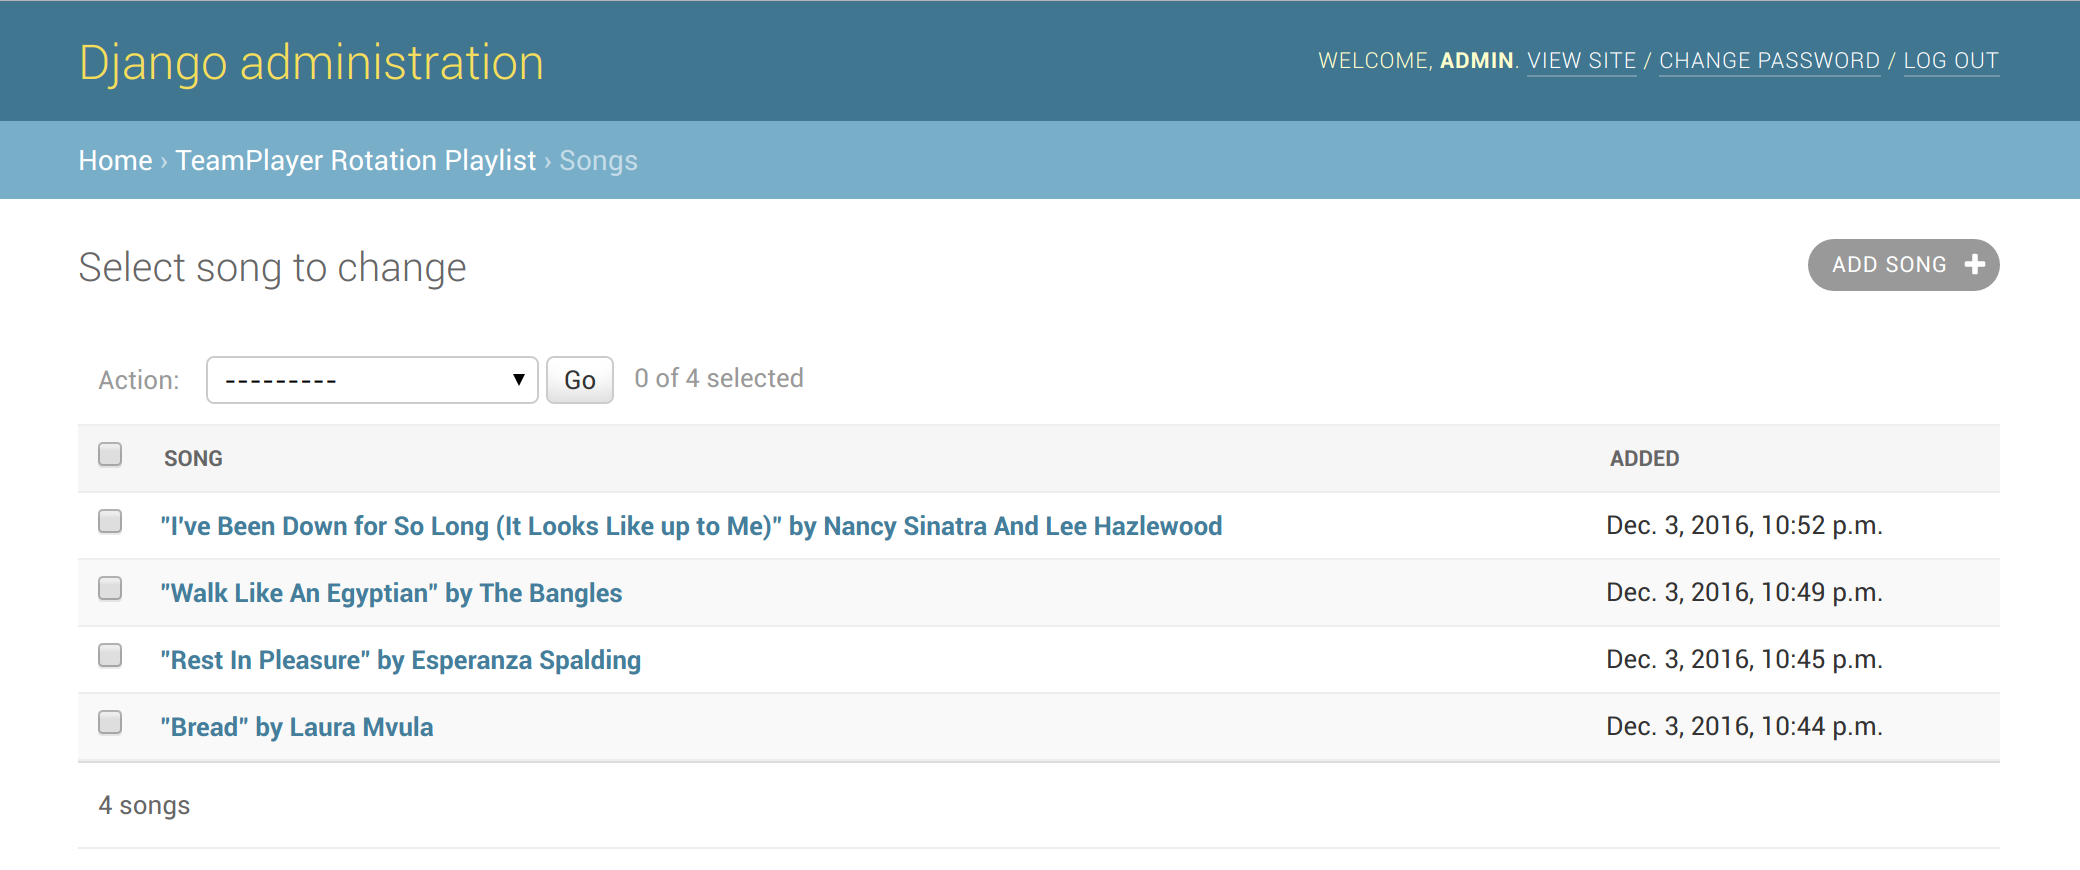 Django administration
WELCOME, ADMIN. VIEW SITE / CHANGE PASSWORD / LOG OUT
Home › TeamPlayer Rotation Playlist › Songs
Select song to change
ADD SONG +
Action: --------- Go 0 of 4 selected
SONG ADDED
"I've Been Down for So Long (It Looks Like up to Me)" by Nancy Sinatra And Lee Hazlewood Dec. 3, 2016, 10:52 p.m.
"Walk Like An Egyptian" by The Bangles Dec. 3, 2016, 10:49 p.m.
"Rest In Pleasure" by Esperanza Spalding Dec. 3, 2016, 10:45 p.m.
"Bread" by Laura Mvula Dec. 3, 2016, 10:44 p.m.
4 songs